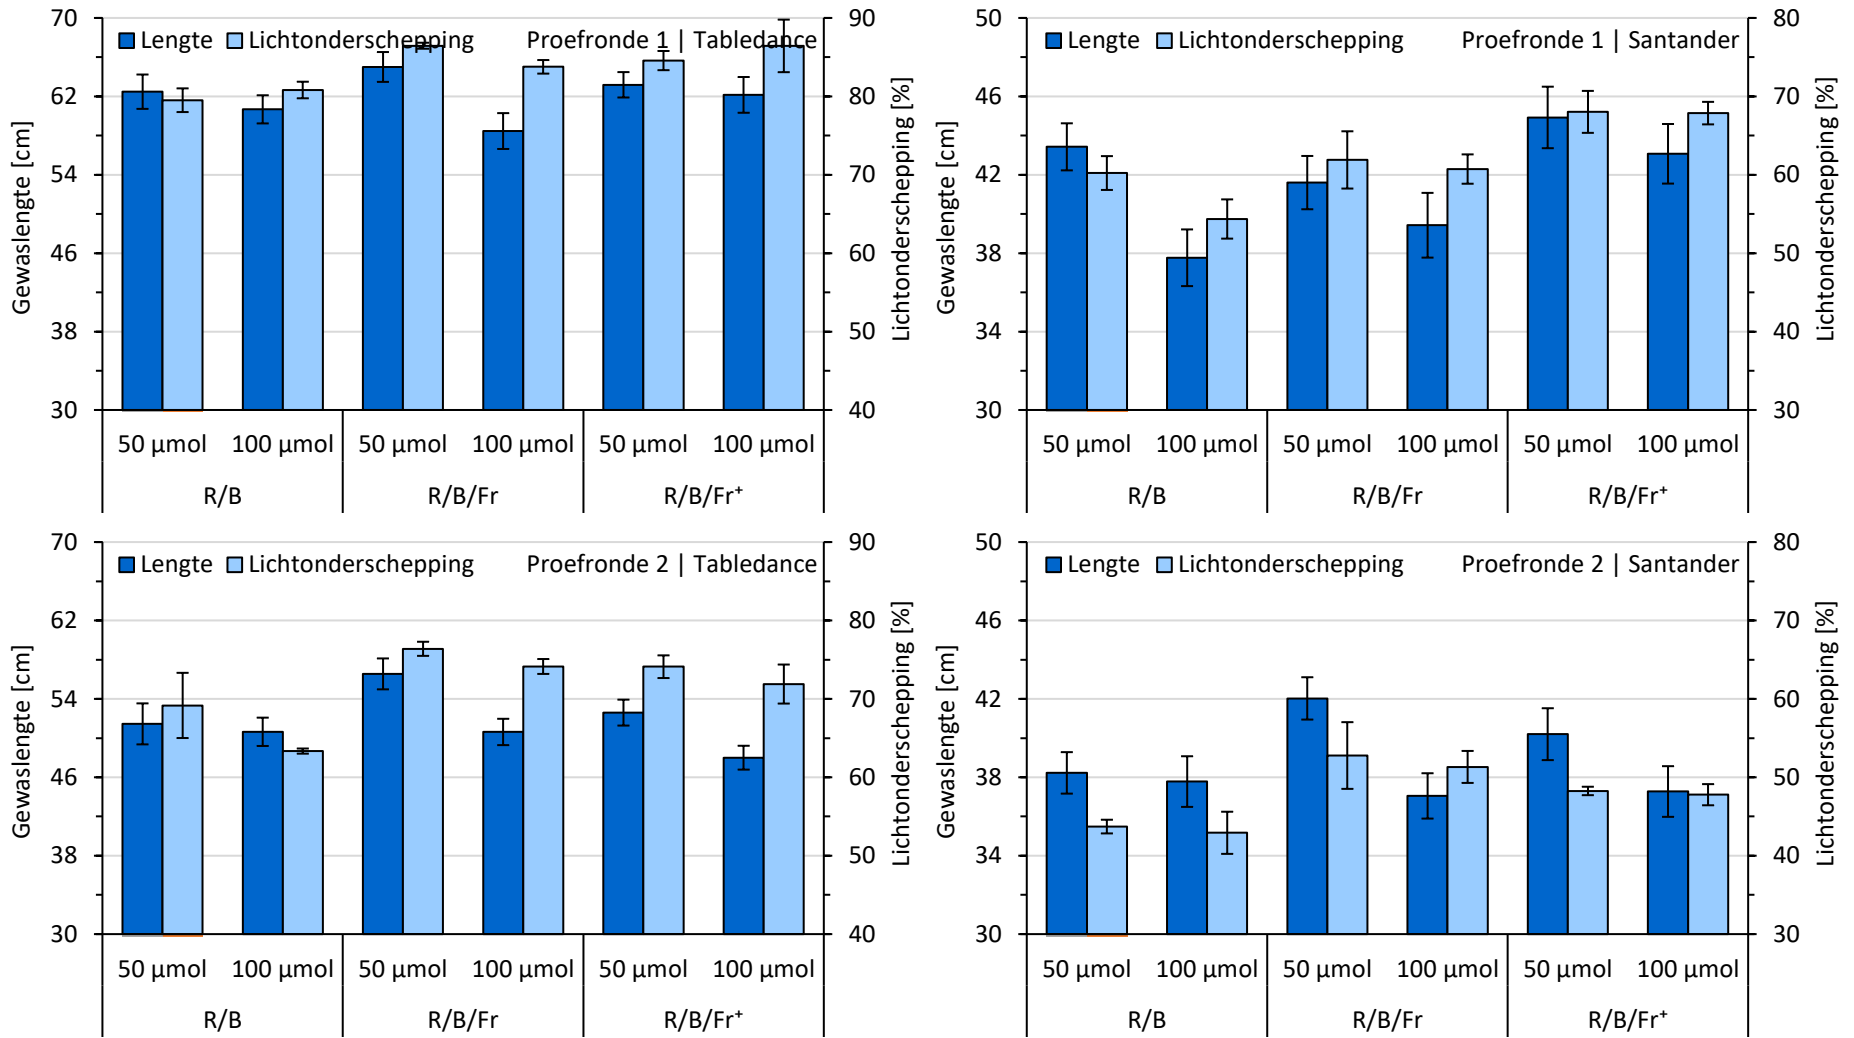 Lengte Lichtonderschepping Proefronde 1 | Tabledance
Gewaslengte [cm]
70
62
54
46
38
30
90
80
70
60
50
40
Lichtonderschepping [%]
50 µmol 100 µmol 50 µmol 100 µmol 50 µmol 100 µmol
R/B R/B/Fr R/B/Fr⁺
Lengte Lichtonderschepping Proefronde 1 | Santander
Gewaslengte [cm]
50
46
42
38
34
30
80
70
60
50
40
30
Lichtonderschepping [%]
50 µmol 100 µmol 50 µmol 100 µmol 50 µmol 100 µmol
R/B R/B/Fr R/B/Fr⁺
Lengte Lichtonderschepping Proefronde 2 | Tabledance
Gewaslengte [cm]
70
62
54
46
38
30
90
80
70
60
50
40
Lichtonderschepping [%]
50 µmol 100 µmol 50 µmol 100 µmol 50 µmol 100 µmol
R/B R/B/Fr R/B/Fr⁺
Lengte Lichtonderschepping Proefronde 2 | Santander
Gewaslengte [cm]
50
46
42
38
34
30
80
70
60
50
40
30
Lichtonderschepping [%]
50 µmol 100 µmol 50 µmol 100 µmol 50 µmol 100 µmol
R/B R/B/Fr R/B/Fr⁺